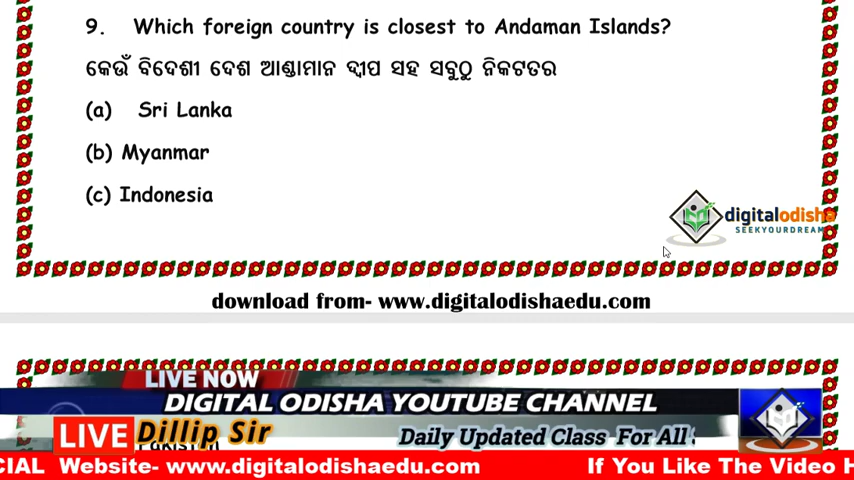 9. Which foreign country is closest to Andaman Islands?
କେଉଁ ବିଦେଶୀ ଦେଶ ଆଣ୍ଡାମାନ ଦ୍ୱୀପ ସହ ସବୁଠୁ ନିକଟତର
(a) Sri Lanka
(b) Myanmar
(c) Indonesia
digitalodisha
SEEKYOURDREAM
download from- www.digitalodishaedu.com
LIVE NOW
DIGITAL ODISHA YOUTUBE CHANNEL
LIVE Dillip Sir
Daily Updated Class For All
CIAL Website- www.digitalodishaedu.com If You Like The Video H